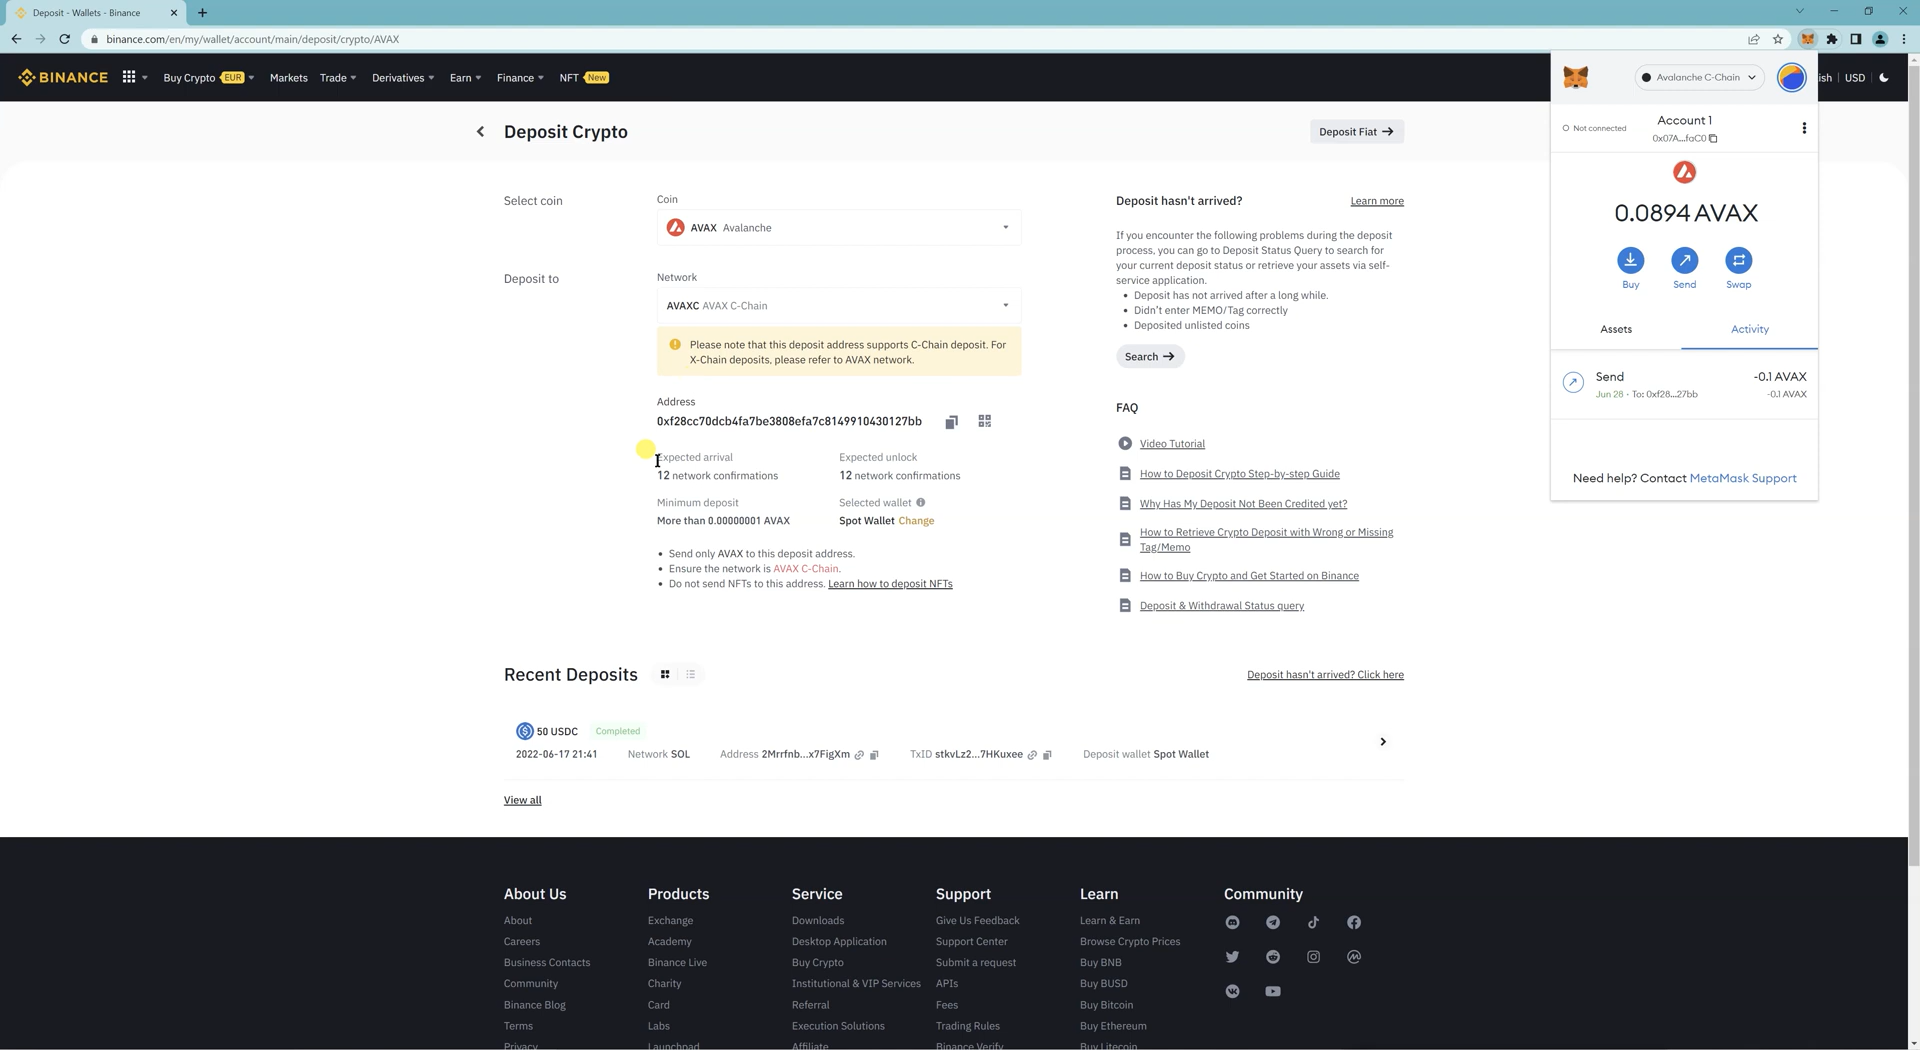 Deposit - Wallets - Binance
binance.com/en/my/wallet/account/main/deposit/crypto/AVAX
BINANCE
Buy Crypto EUR
Markets
Trade
Derivatives
Earn
Finance
NFT New
ish
USD
Deposit Crypto
Deposit Fiat
Select coin
Coin
AVAX Avalanche
Deposit to
Network
AVAXC AVAX C-Chain
Please note that this deposit address supports C-Chain deposit. For
X-Chain deposits, please refer to AVAX network.
Address
0xf28cc70dcb4fa7be3808efa7c8149910430127bb
Expected arrival
12 network confirmations
Expected unlock
12 network confirmations
Minimum deposit
More than 0.00000001 AVAX
Selected wallet
Spot Wallet Change
Send only AVAX to this deposit address.
Ensure the network is AVAX C-Chain.
Do not send NFTs to this address. Learn how to deposit NFTs
Deposit hasn't arrived?
Learn more
If you encounter the following problems during the deposit
process, you can go to Deposit Status Query to search for
your current deposit status or retrieve your assets via self-
service application.
Deposit has not arrived after a long while.
Didn't enter MEMO/Tag correctly
Deposited unlisted coins
Search
FAQ
Video Tutorial
How to Deposit Crypto Step-by-step Guide
Why Has My Deposit Not Been Credited yet?
How to Retrieve Crypto Deposit with Wrong or Missing
Tag/Memo
How to Buy Crypto and Get Started on Binance
Deposit & Withdrawal Status query
Avalanche C-Chain
Not connected
Account 1
0x07A...faC0
0.0894 AVAX
Buy
Send
Swap
Assets
Activity
Send
-0.1 AVAX
Jun 28 - To: 0xf28...27bb
-0.1 AVAX
Need help? Contact MetaMask Support
Recent Deposits
Deposit hasn't arrived? Click here
50 USDC Completed
2022-06-17 21:41
Network SOL
Address 2Mrrfnb...x7FigXm
TxID stkvLz2...7HKuxee
Deposit wallet Spot Wallet
View all
About Us
About
Careers
Business Contacts
Community
Binance Blog
Terms
Privacy
Products
Exchange
Academy
Binance Live
Charity
Card
Labs
Launchpad
Service
Downloads
Desktop Application
Buy Crypto
Institutional & VIP Services
Referral
Execution Solutions
Affiliate
Support
Give Us Feedback
Support Center
Submit a request
APIs
Fees
Trading Rules
Binance Verify
Learn
Learn & Earn
Browse Crypto Prices
Buy BNB
Buy BUSD
Buy Bitcoin
Buy Ethereum
Buy Litecoin
Community